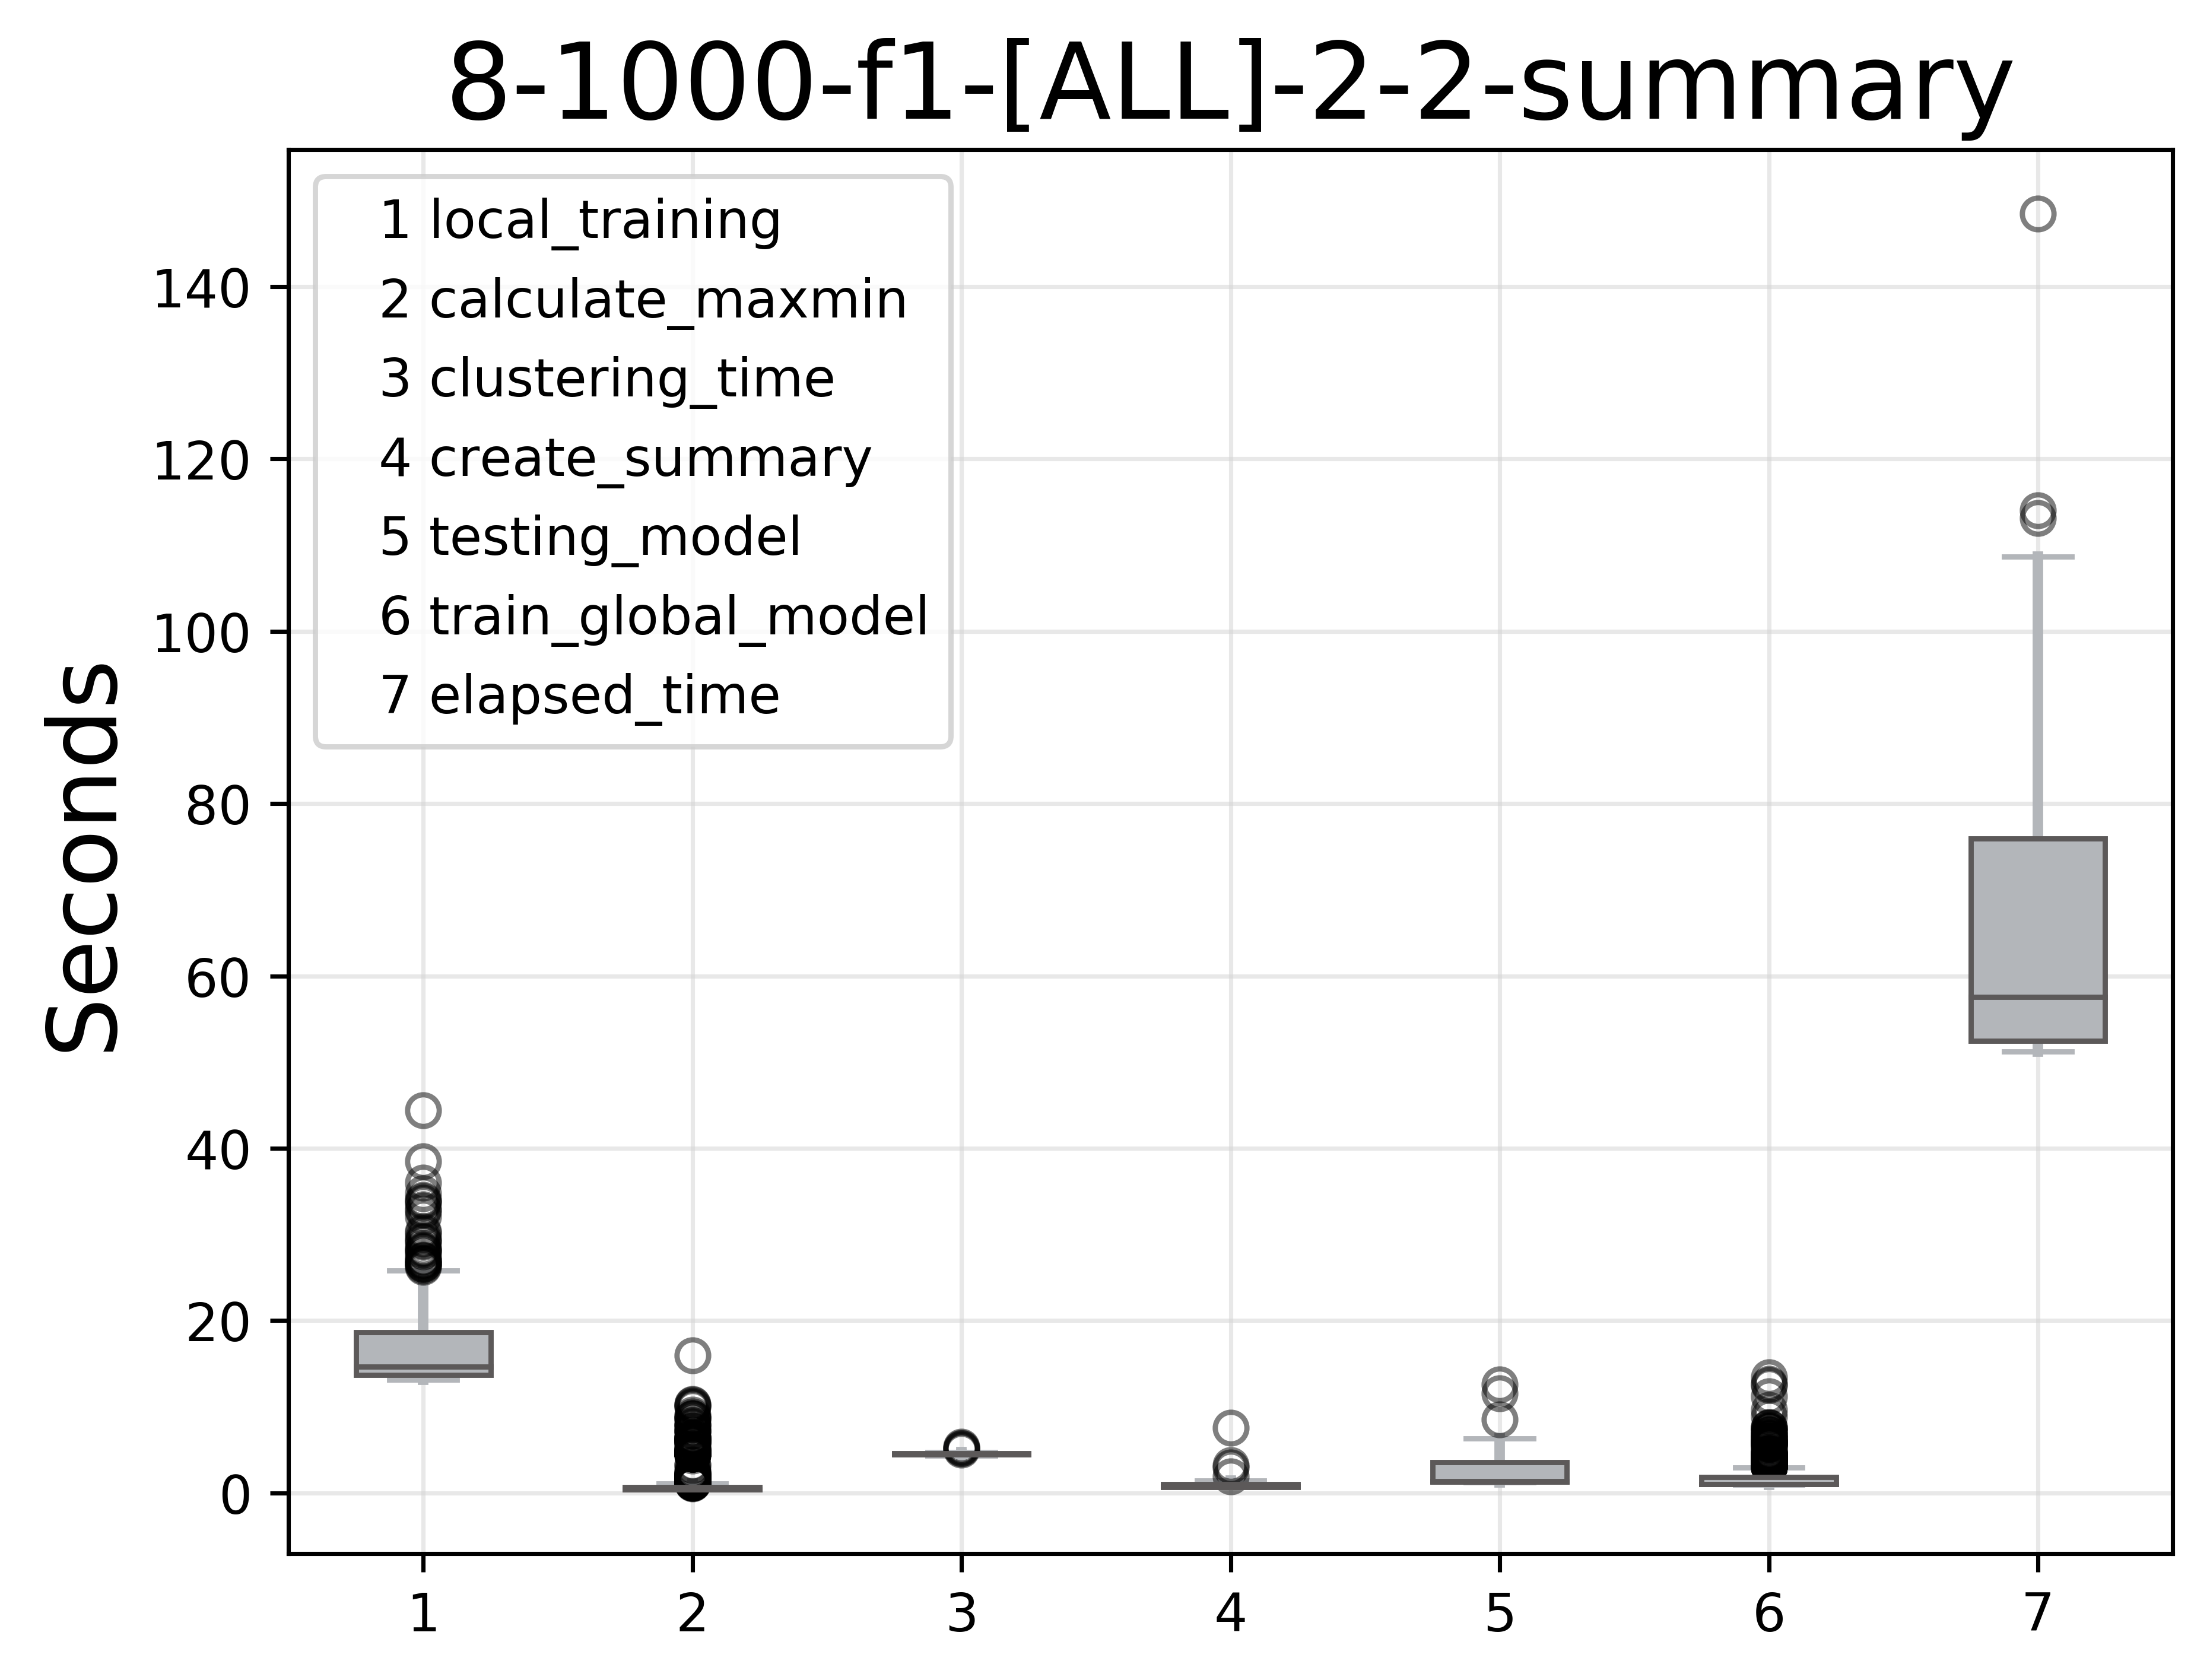 8-1000-f1-[ALL]-2-2-summary
1 local_training
2 calculate_maxmin
3 clustering_time
4 create_summary
5 testing_model
6 train_global_model
7 elapsed_time
Seconds
140
120
100
80
60
40
20
0
1 2 3 4 5 6 7